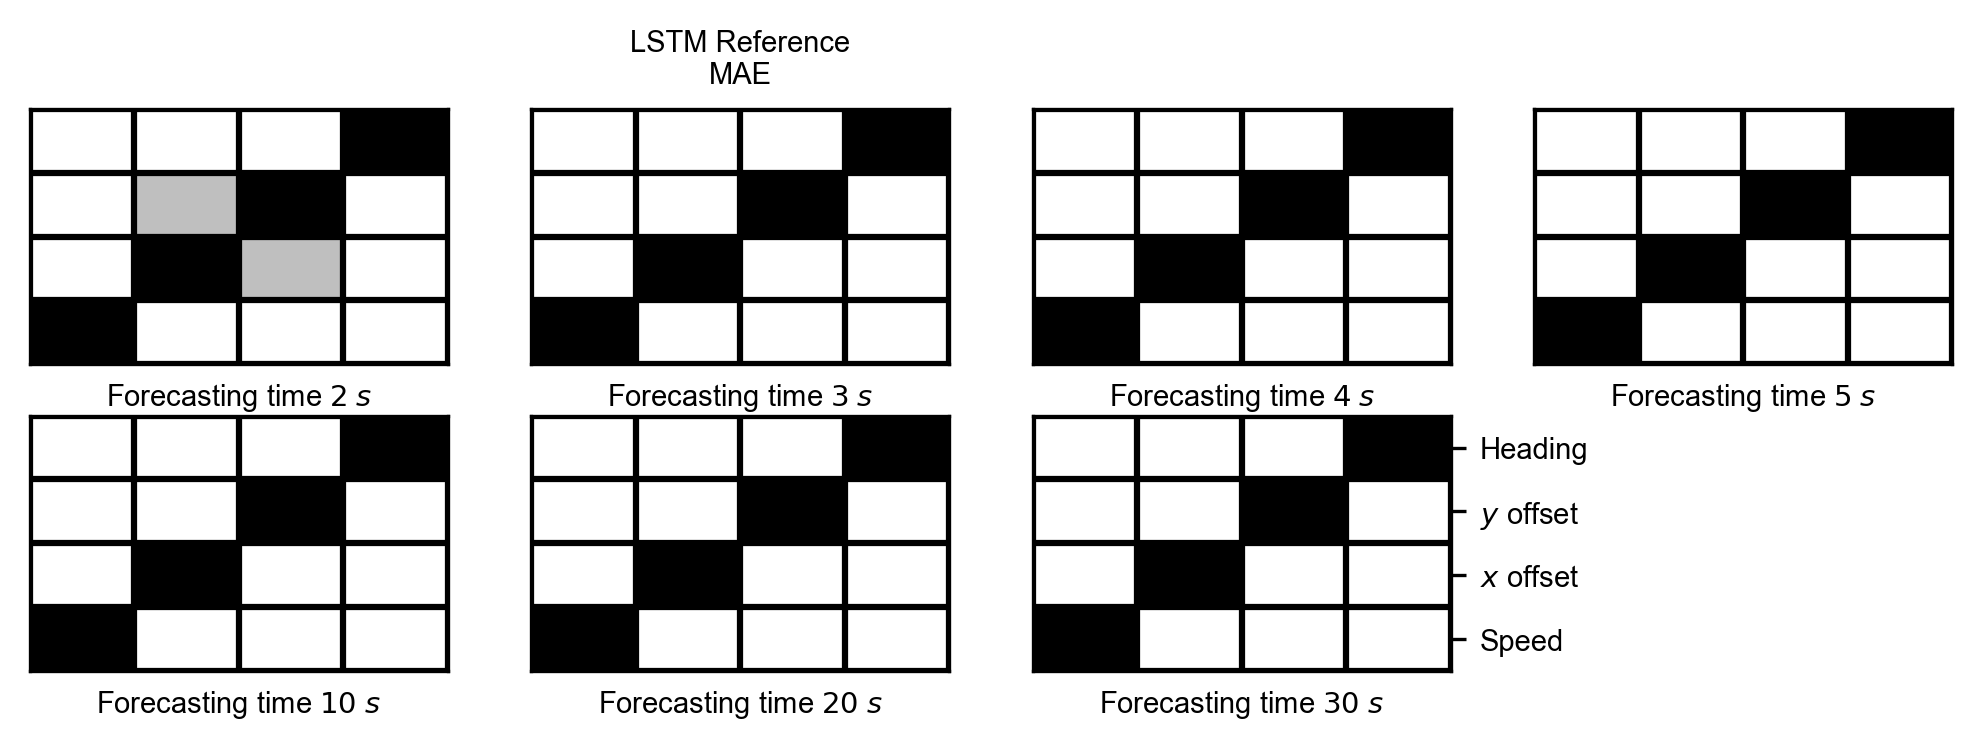 LSTM Reference
MAE
Forecasting time 2 s
Forecasting time 3 s
Forecasting time 4 s
Forecasting time 5 s
Heading
y offset
x offset
Speed
Forecasting time 10 s
Forecasting time 20 s
Forecasting time 30 s